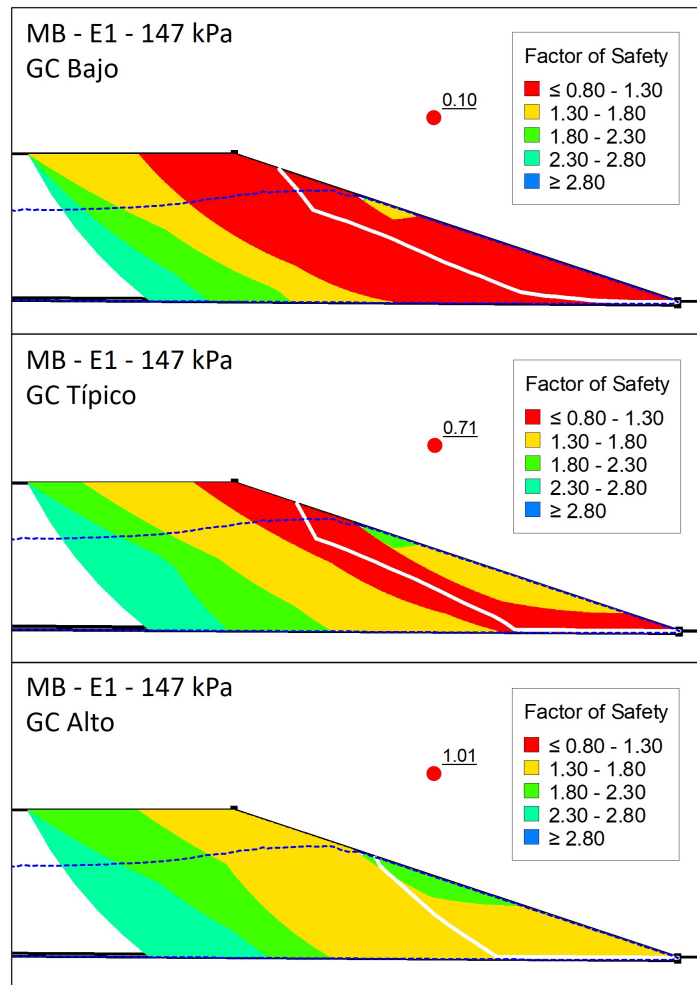 MB - E1 - 147 kPa
GC Bajo
0.10
Factor of Safety
≤ 0.80 - 1.30
1.30 - 1.80
1.80 - 2.30
2.30 - 2.80
≥ 2.80
MB - E1 - 147 kPa
GC Típico
0.71
Factor of Safety
≤ 0.80 - 1.30
1.30 - 1.80
1.80 - 2.30
2.30 - 2.80
≥ 2.80
MB - E1 - 147 kPa
GC Alto
1.01
Factor of Safety
≤ 0.80 - 1.30
1.30 - 1.80
1.80 - 2.30
2.30 - 2.80
≥ 2.80